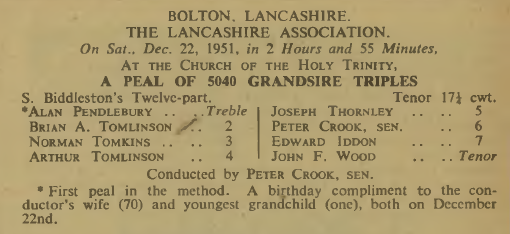 BOLTON, LANCASHIRE.
THE LANCASHIRE ASSOCIATION.
On Sat., Dec. 22, 1951, in 2 Hours and 55 Minutes,
AT THE CHURCH OF THE HOLY TRINITY,
A PEAL OF 5040 GRANDSIRE TRIPLES
S. Biddleston's Twelve-part. Tenor 17¼ cwt.
*ALAN PENDLEBURY .. .. Treble
BRIAN A. TOMLINSON 2
NORMAN TOMKINS .. .. 3
ARTHUR TOMLINSON .. 4
JOSEPH THORNLEY .. .. 5
PETER CROOK, SEN. .. 6
EDWARD IDDON .. .. 7
JOHN F. WOOD .. .. Tenor
Conducted by PETER CROOK, SEN.
* First peal in the method. A birthday compliment to the con-
ductor's wife (70) and youngest grandchild (one), both on December
22nd.